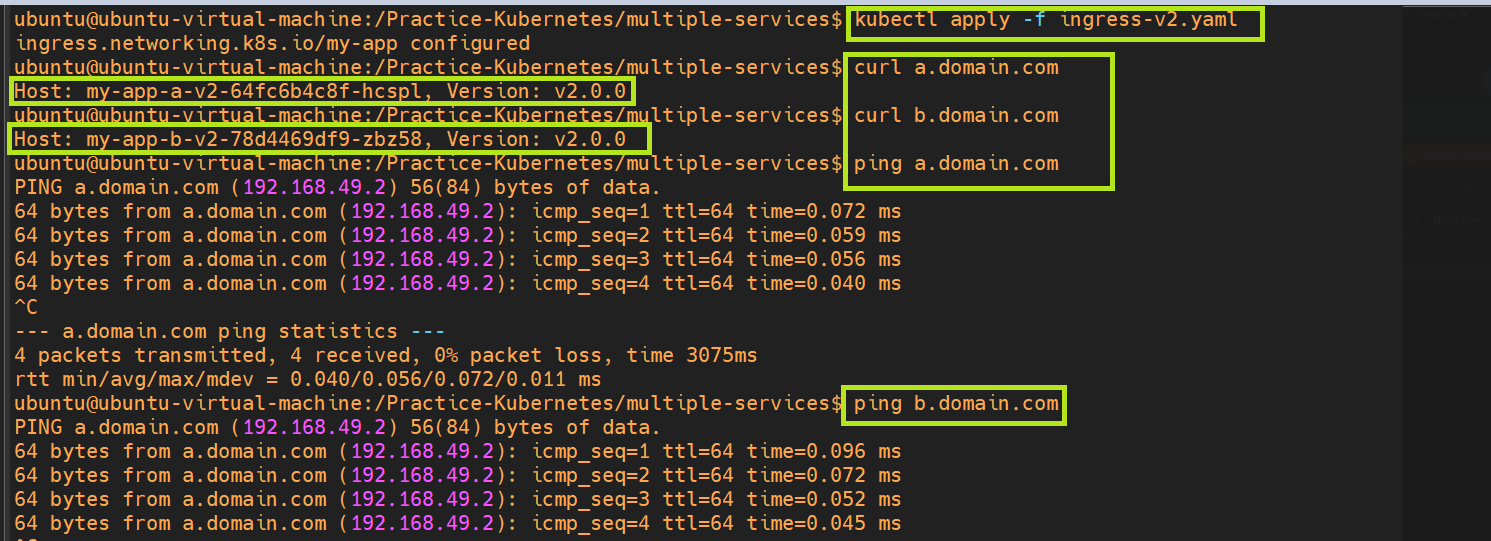 ubuntu@ubuntu-virtual-machine:/Practice-Kubernetes/multiple-services$ kubectl apply -f ingress-v2.yaml
ingress.networking.k8s.io/my-app configured
ubuntu@ubuntu-virtual-machine:/Practice-Kubernetes/multiple-services$ curl a.domain.com
Host: my-app-a-v2-64fc6b4c8f-hcspl, Version: v2.0.0
ubuntu@ubuntu-virtual-machine:/Practice-Kubernetes/multiple-services$ curl b.domain.com
Host: my-app-b-v2-78d4469df9-zbz58, Version: v2.0.0
ubuntu@ubuntu-virtual-machine:/Practice-Kubernetes/multiple-services$ ping a.domain.com
PING a.domain.com (192.168.49.2) 56(84) bytes of data.
64 bytes from a.domain.com (192.168.49.2): icmp_seq=1 ttl=64 time=0.072 ms
64 bytes from a.domain.com (192.168.49.2): icmp_seq=2 ttl=64 time=0.059 ms
64 bytes from a.domain.com (192.168.49.2): icmp_seq=3 ttl=64 time=0.056 ms
64 bytes from a.domain.com (192.168.49.2): icmp_seq=4 ttl=64 time=0.040 ms
^C
--- a.domain.com ping statistics ---
4 packets transmitted, 4 received, 0% packet loss, time 3075ms
rtt min/avg/max/mdev = 0.040/0.056/0.072/0.011 ms
ubuntu@ubuntu-virtual-machine:/Practice-Kubernetes/multiple-services$ ping b.domain.com
PING a.domain.com (192.168.49.2) 56(84) bytes of data.
64 bytes from a.domain.com (192.168.49.2): icmp_seq=1 ttl=64 time=0.096 ms
64 bytes from a.domain.com (192.168.49.2): icmp_seq=2 ttl=64 time=0.072 ms
64 bytes from a.domain.com (192.168.49.2): icmp_seq=3 ttl=64 time=0.052 ms
64 bytes from a.domain.com (192.168.49.2): icmp_seq=4 ttl=64 time=0.045 ms